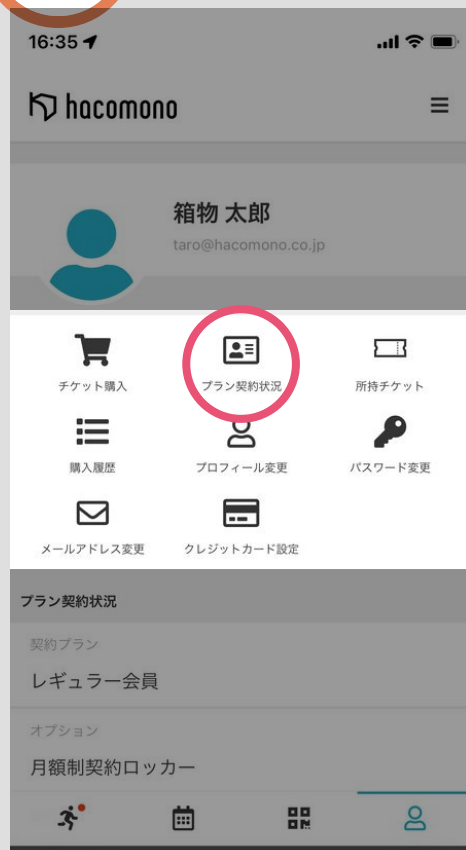 16:35
hacomono
箱物 太郎
taro@hacomono.co.jp
チケット購入
プラン契約状況
所持チケット
購入履歴
プロフィール変更
パスワード変更
メールアドレス変更
クレジットカード設定
プラン契約状況
契約プラン
レギュラー会員
オプション
月額制契約ロッカー